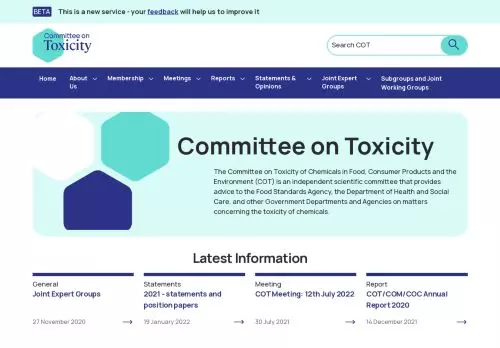 BETA This is a new service - your feedback will help us to improve it
Committee on
Toxicity
Search COT
Home
About Us
Membership
Meetings
Reports
Statements & Opinions
Joint Expert Groups
Subgroups and Joint Working Groups
Committee on Toxicity
The Committee on Toxicity of Chemicals in Food, Consumer Products and the
Environment (COT) is an independent scientific committee that provides
advice to the Food Standards Agency, the Department of Health and Social
Care, and other Government Departments and Agencies on matters
concerning the toxicity of chemicals.
Latest Information
General
Joint Expert Groups
27 November 2020
Statements
2021 - statements and
position papers
19 January 2022
Meeting
COT Meeting: 12th July 2022
30 July 2021
Report
COT/COM/COC Annual
Report 2020
14 December 2021